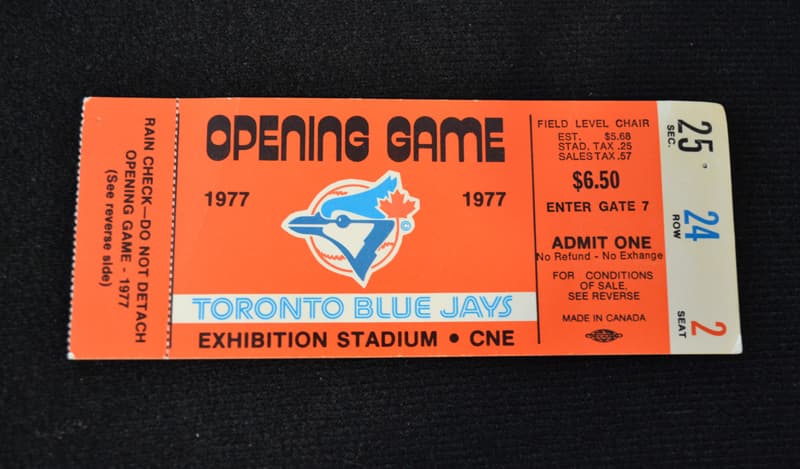 RAIN CHECK—DO NOT DETACH
OPENING GAME - 1977
(See reverse side)
OPENING GAME
1977 1977
©
TORONTO BLUE JAYS
EXHIBITION STADIUM • CNE
FIELD LEVEL CHAIR
EST. $5.68
STAD. TAX .25
SALES TAX .57
$6.50
ENTER GATE 7
ADMIT ONE
No Refund - No Exhange
FOR CONDITIONS
OF SALE,
SEE REVERSE
MADE IN CANADA
25
SEC.
24
ROW
2
SEAT